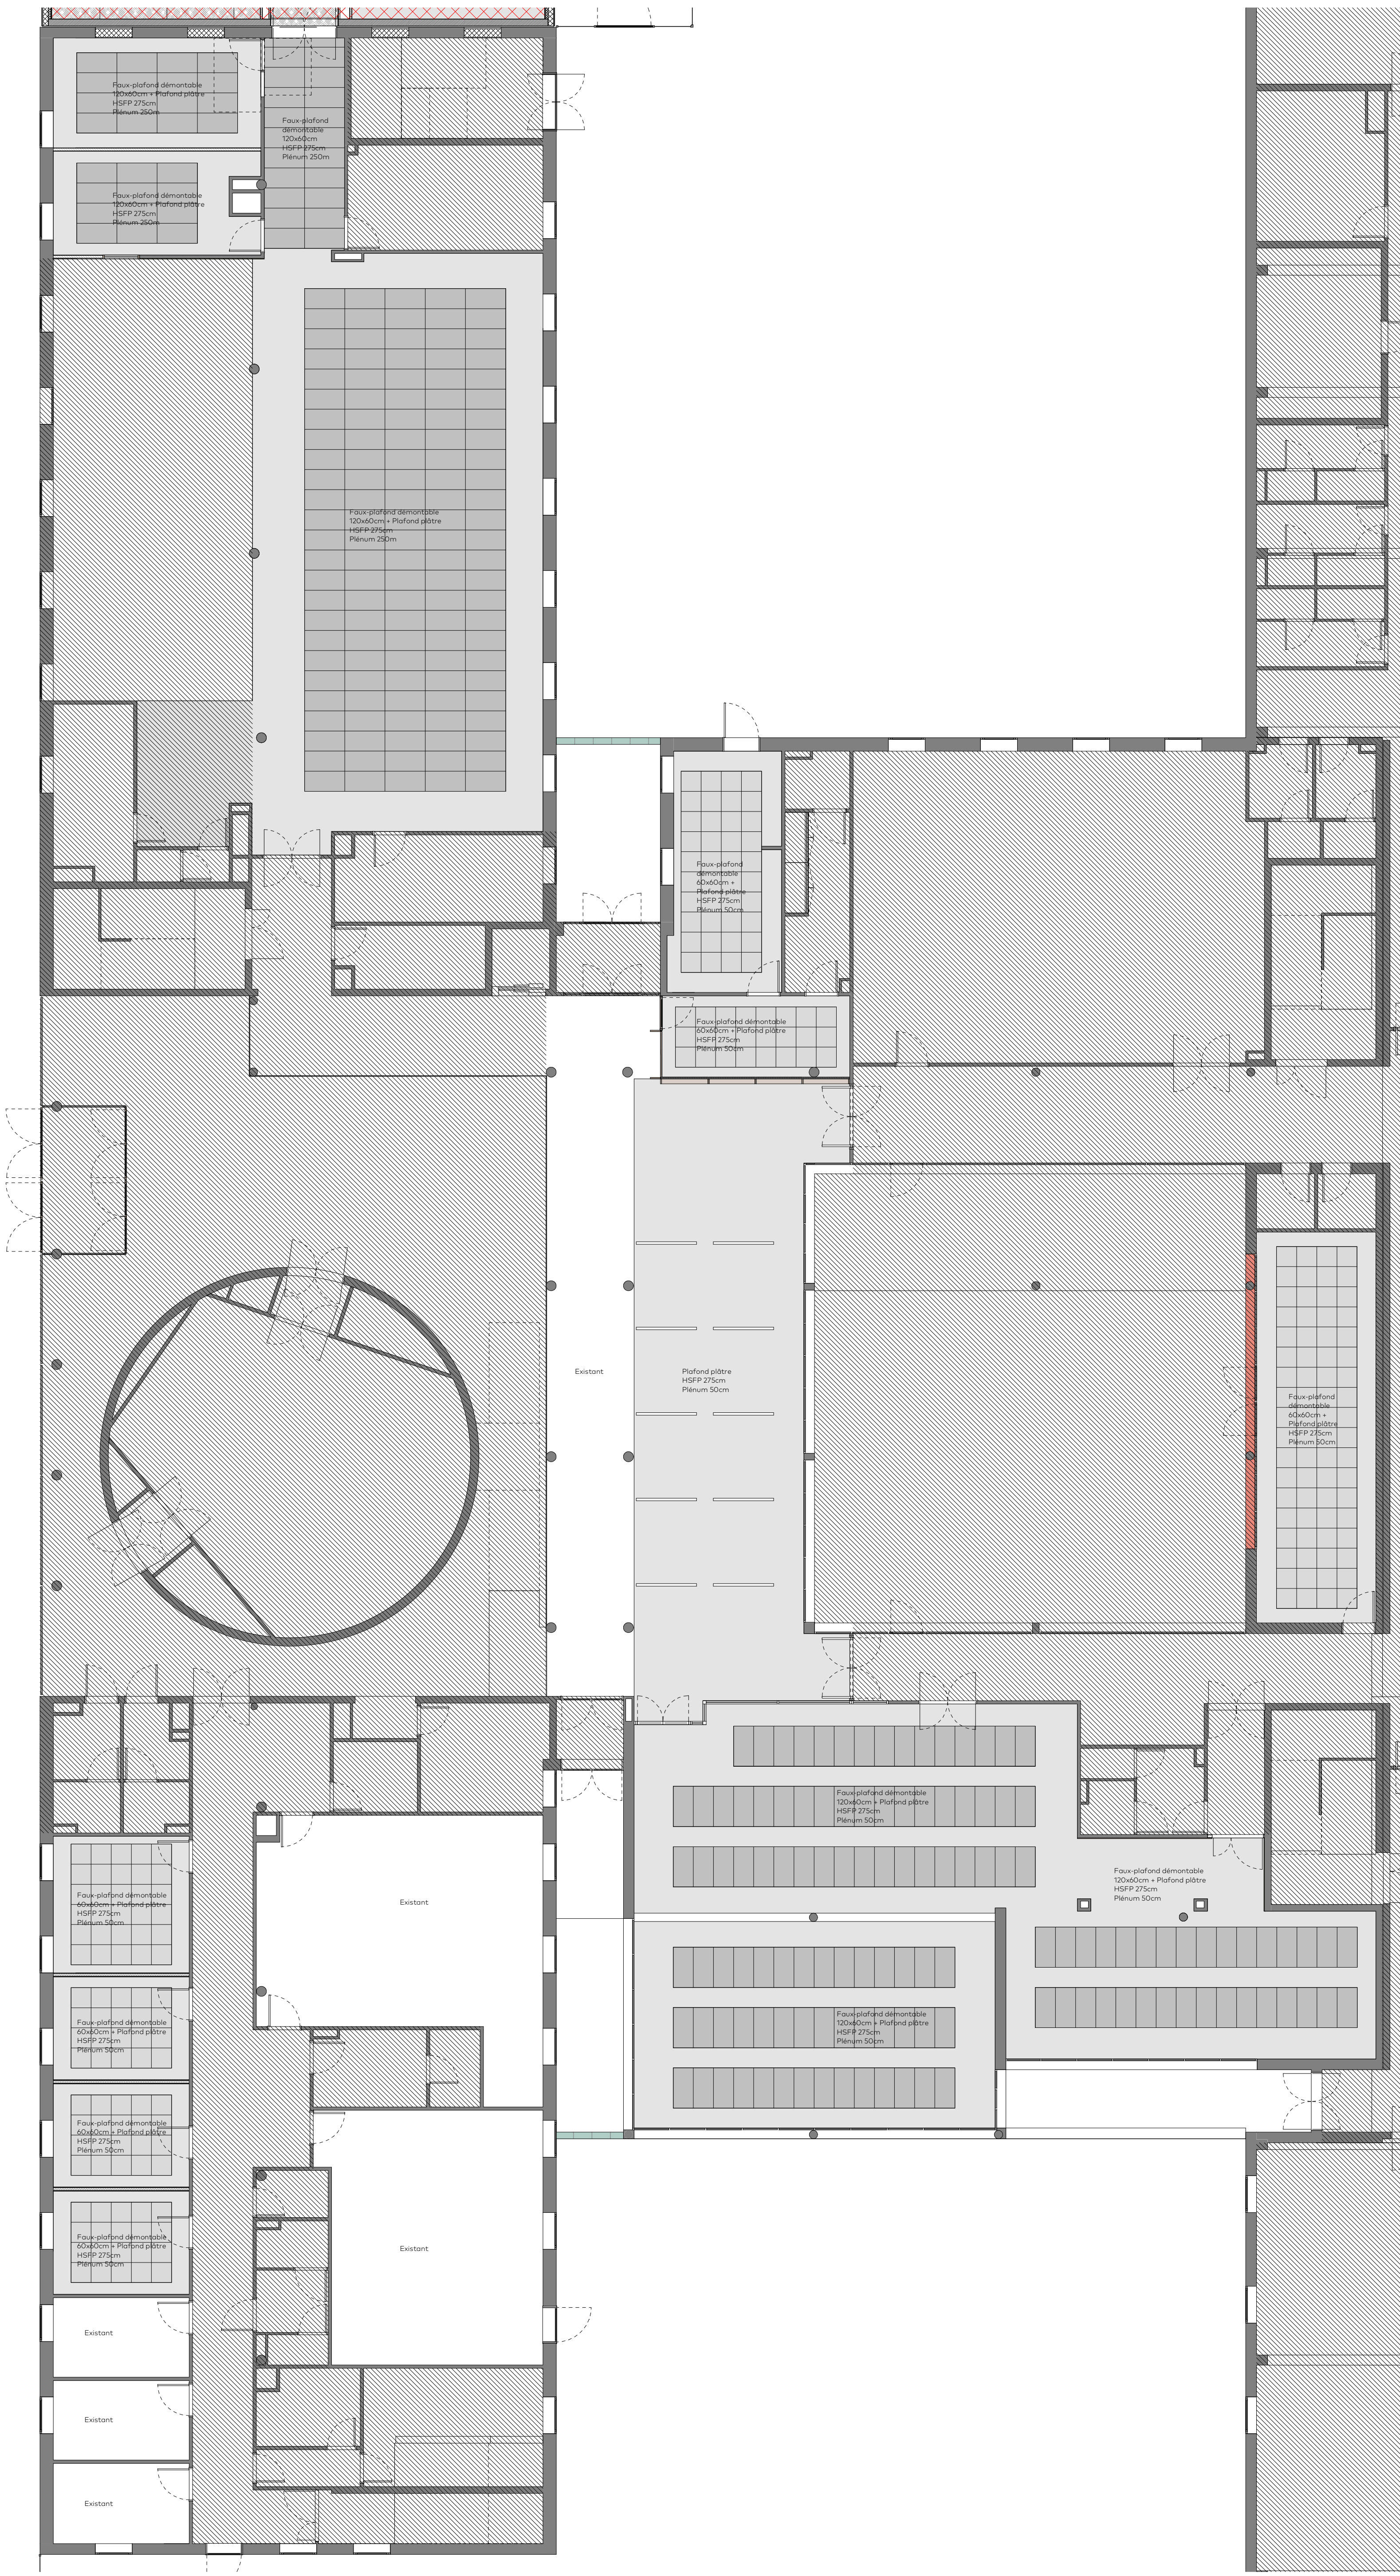 Faux-plafond démontable
120x60cm + Plafond plâtre
HSFP 275cm
Plénum 250m
Faux-plafond
démontable
120x60cm
HSFP 275cm
Plénum 250m
Faux-plafond démontable
120x60cm + Plafond plâtre
HSFP 275cm
Plénum 250m
Faux-plafond démontable
120x60cm + Plafond plâtre
HSFP 275cm
Plénum 250m
Faux-plafond
démontable
60x60cm +
Plafond plâtre
HSFP 275cm
Plénum 50cm
Faux-plafond démontable
60x60cm + Plafond plâtre
HSFP 275cm
Plénum 50cm
Existant
Plafond plâtre
HSFP 275cm
Plénum 50cm
Faux-plafond
démontable
60x60cm +
Plafond plâtre
HSFP 275cm
Plénum 50cm
Faux-plafond démontable
120x60cm + Plafond plâtre
HSFP 275cm
Plénum 50cm
Faux-plafond démontable
120x60cm + Plafond plâtre
HSFP 275cm
Plénum 50cm
Faux-plafond démontable
60x60cm + Plafond plâtre
HSFP 275cm
Plénum 50cm
Existant
Faux-plafond démontable
120x60cm + Plafond plâtre
HSFP 275cm
Plénum 50cm
Faux-plafond démontable
60x60cm + Plafond plâtre
HSFP 275cm
Plénum 50cm
Faux-plafond démontable
60x60cm + Plafond plâtre
HSFP 275cm
Plénum 50cm
Faux-plafond démontable
60x60cm + Plafond plâtre
HSFP 275cm
Plénum 50cm
Existant
Existant
Existant
Existant